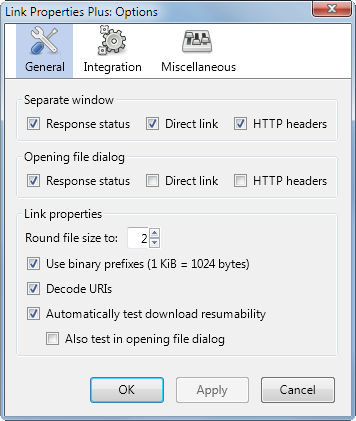 Link Properties Plus: Options
General Integration Miscellaneous
Separate window
Response status Direct link HTTP headers
Opening file dialog
Response status Direct link HTTP headers
Link properties
Round file size to: 2
Use binary prefixes (1 KiB = 1024 bytes)
Decode URIs
Automatically test download resumability
Also test in opening file dialog
OK Apply Cancel